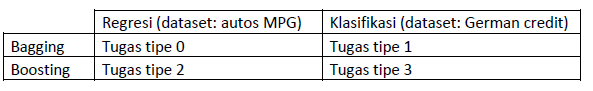 Regresi (dataset: autos MPG) Klasifikasi (dataset: German credit)
Bagging Tugas tipe 0 Tugas tipe 1
Boosting Tugas tipe 2 Tugas tipe 3